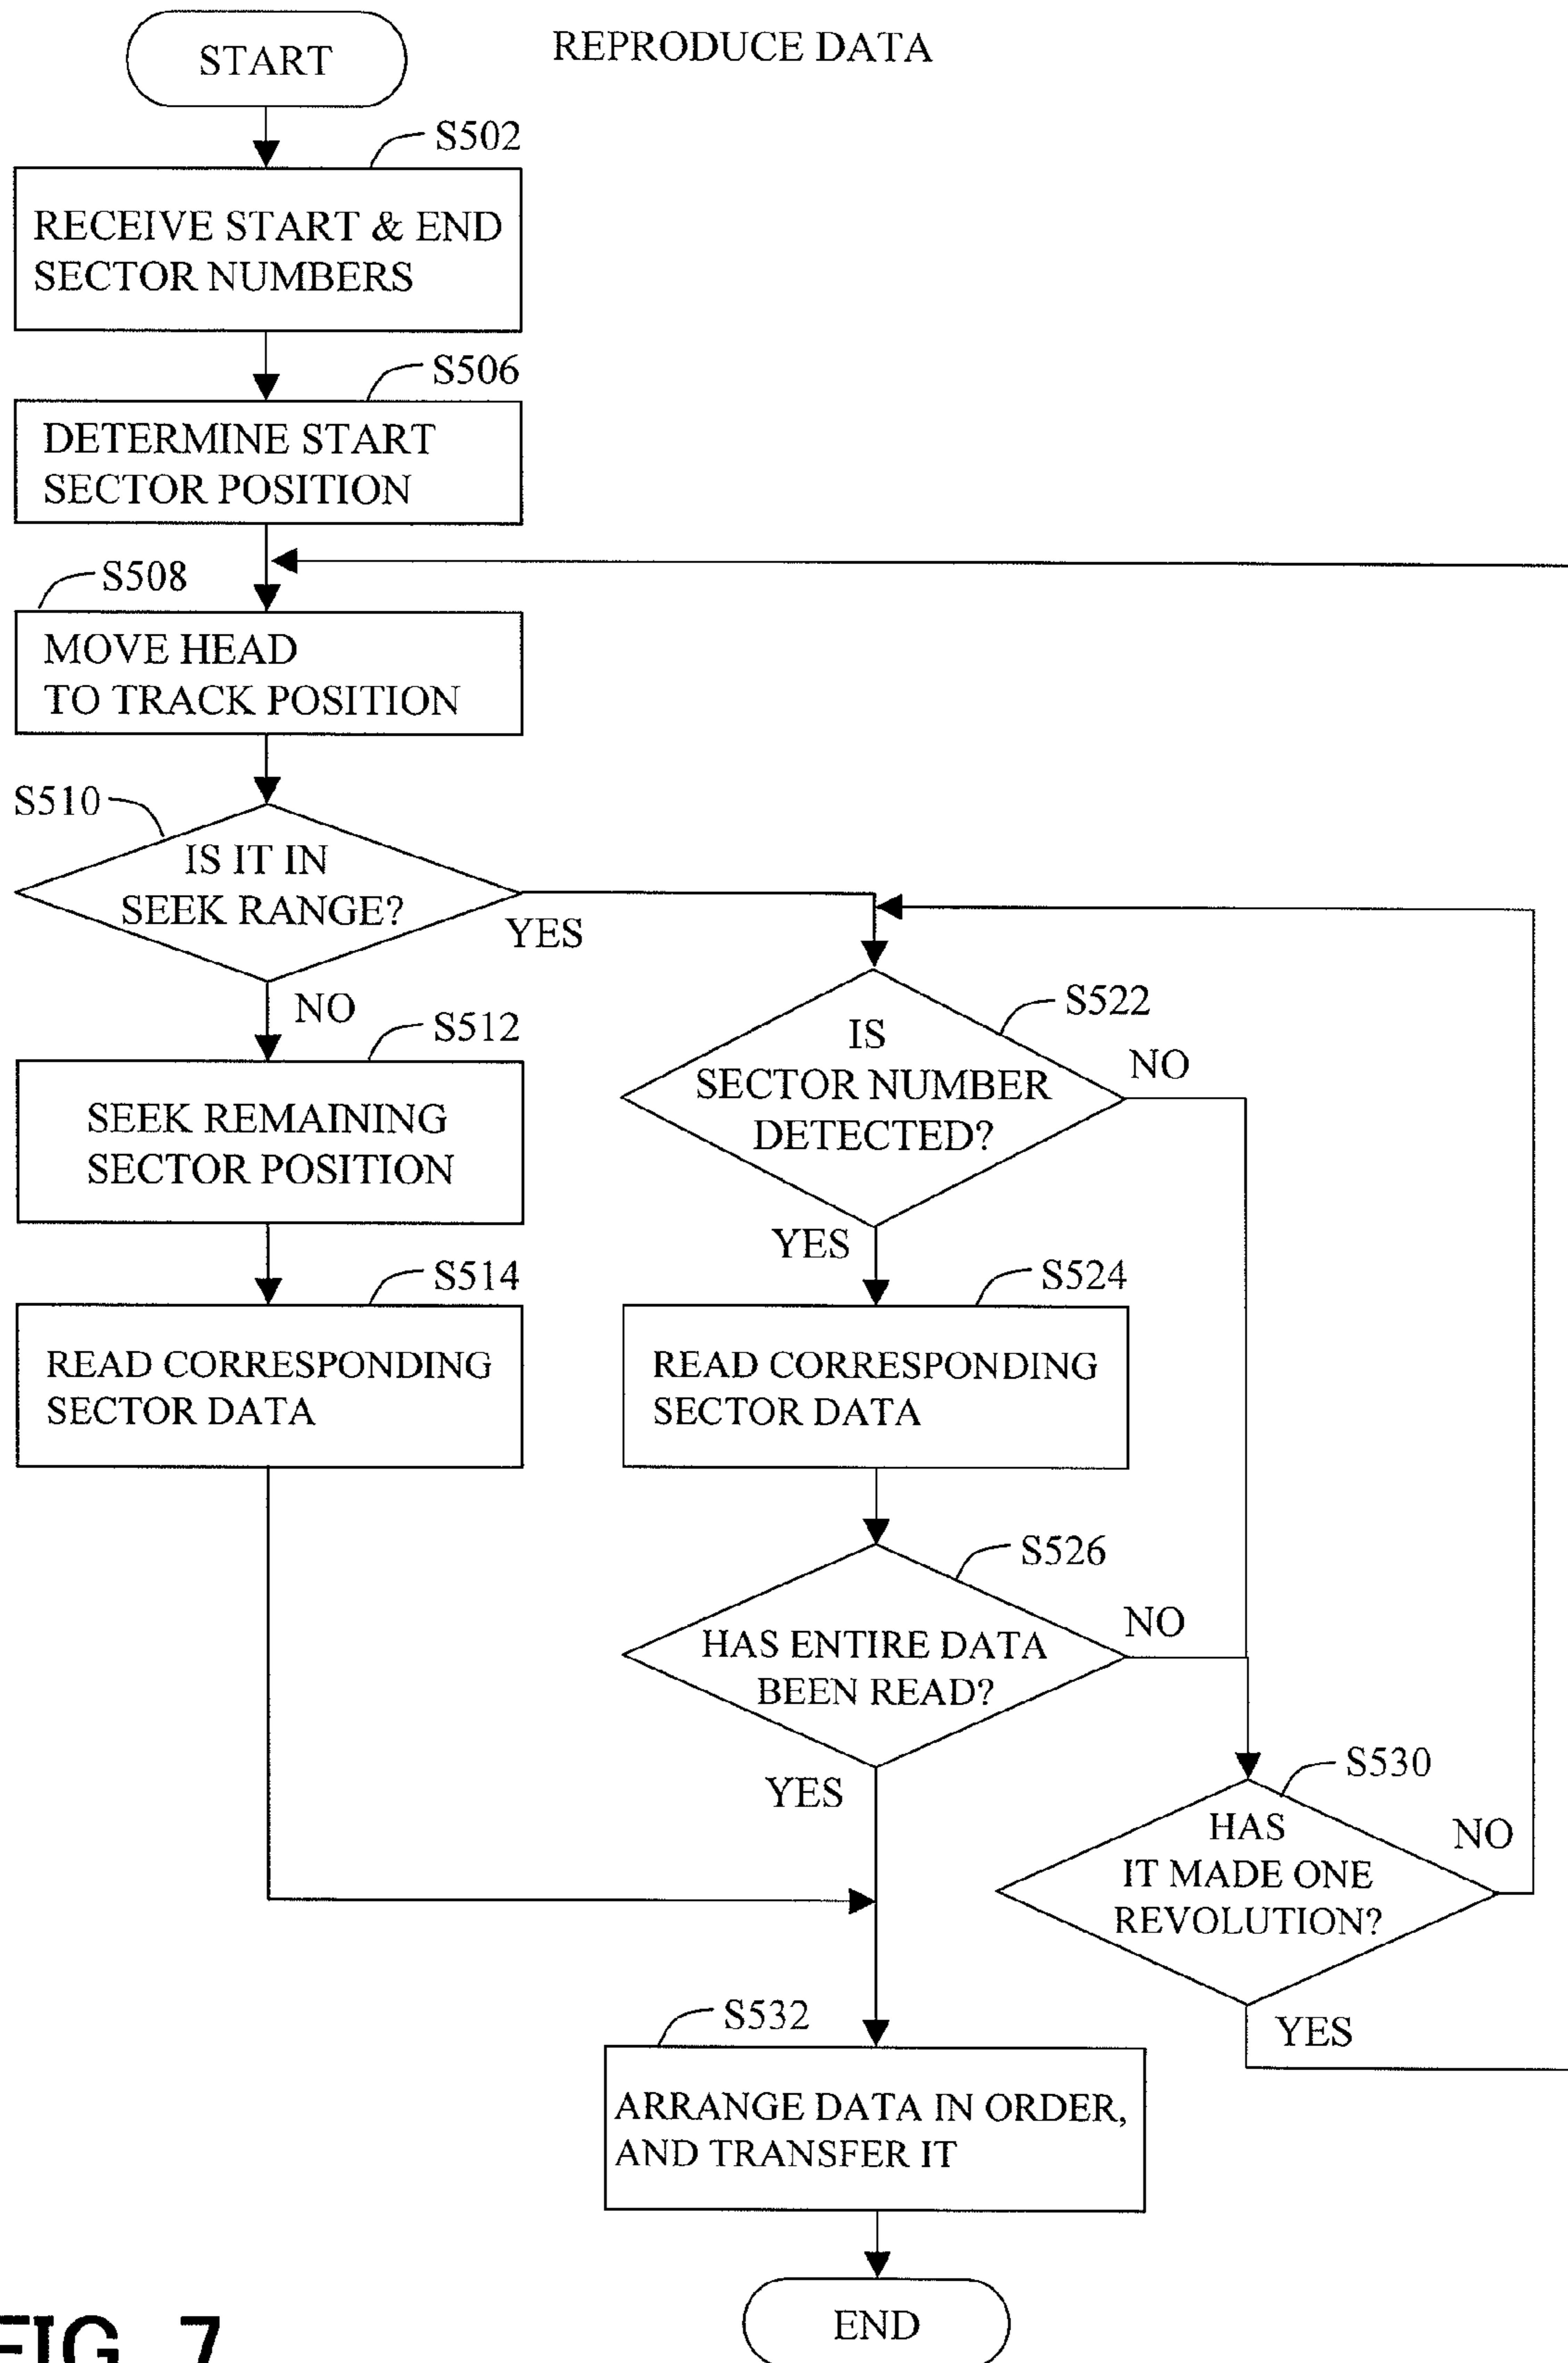 START
REPRODUCE DATA
S502
RECEIVE START & END
SECTOR NUMBERS
S506
DETERMINE START
SECTOR POSITION
S508
MOVE HEAD
TO TRACK POSITION
S510
IS IT IN
SEEK RANGE?
YES
NO
S512
SEEK REMAINING
SECTOR POSITION
S514
READ CORRESPONDING
SECTOR DATA
S522
IS
SECTOR NUMBER
DETECTED?
NO
YES
S524
READ CORRESPONDING
SECTOR DATA
S526
HAS ENTIRE DATA
BEEN READ?
NO
YES
S530
HAS
IT MADE ONE
REVOLUTION?
NO
YES
S532
ARRANGE DATA IN ORDER,
AND TRANSFER IT
END
FIG. 7